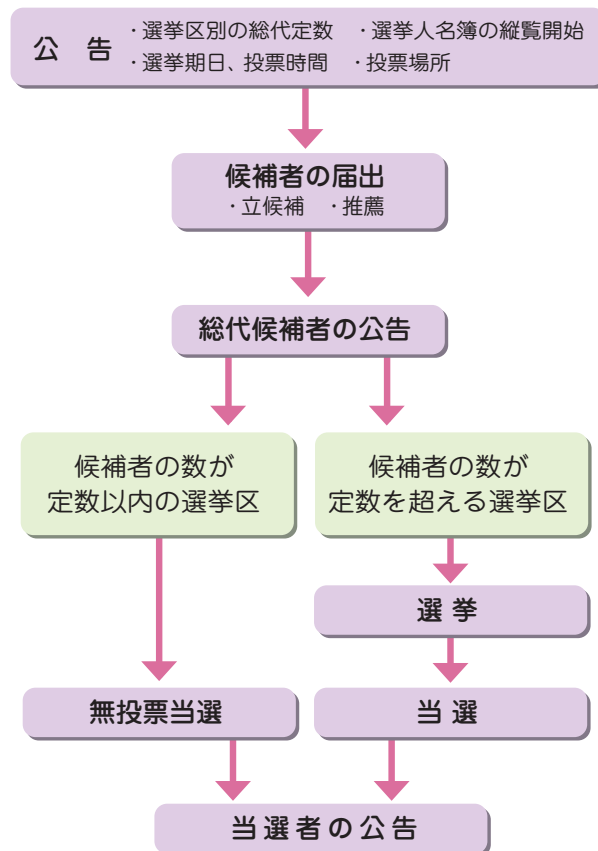 公 告
・選挙区別の総代定数 ・選挙人名簿の縦覧開始
・選挙期日、投票時間 ・投票場所
候補者の届出
・立候補 ・推薦
総代候補者の公告
候補者の数が
定数以内の選挙区
候補者の数が
定数を超える選挙区
選 挙
無投票当選
当 選
当選者の公告